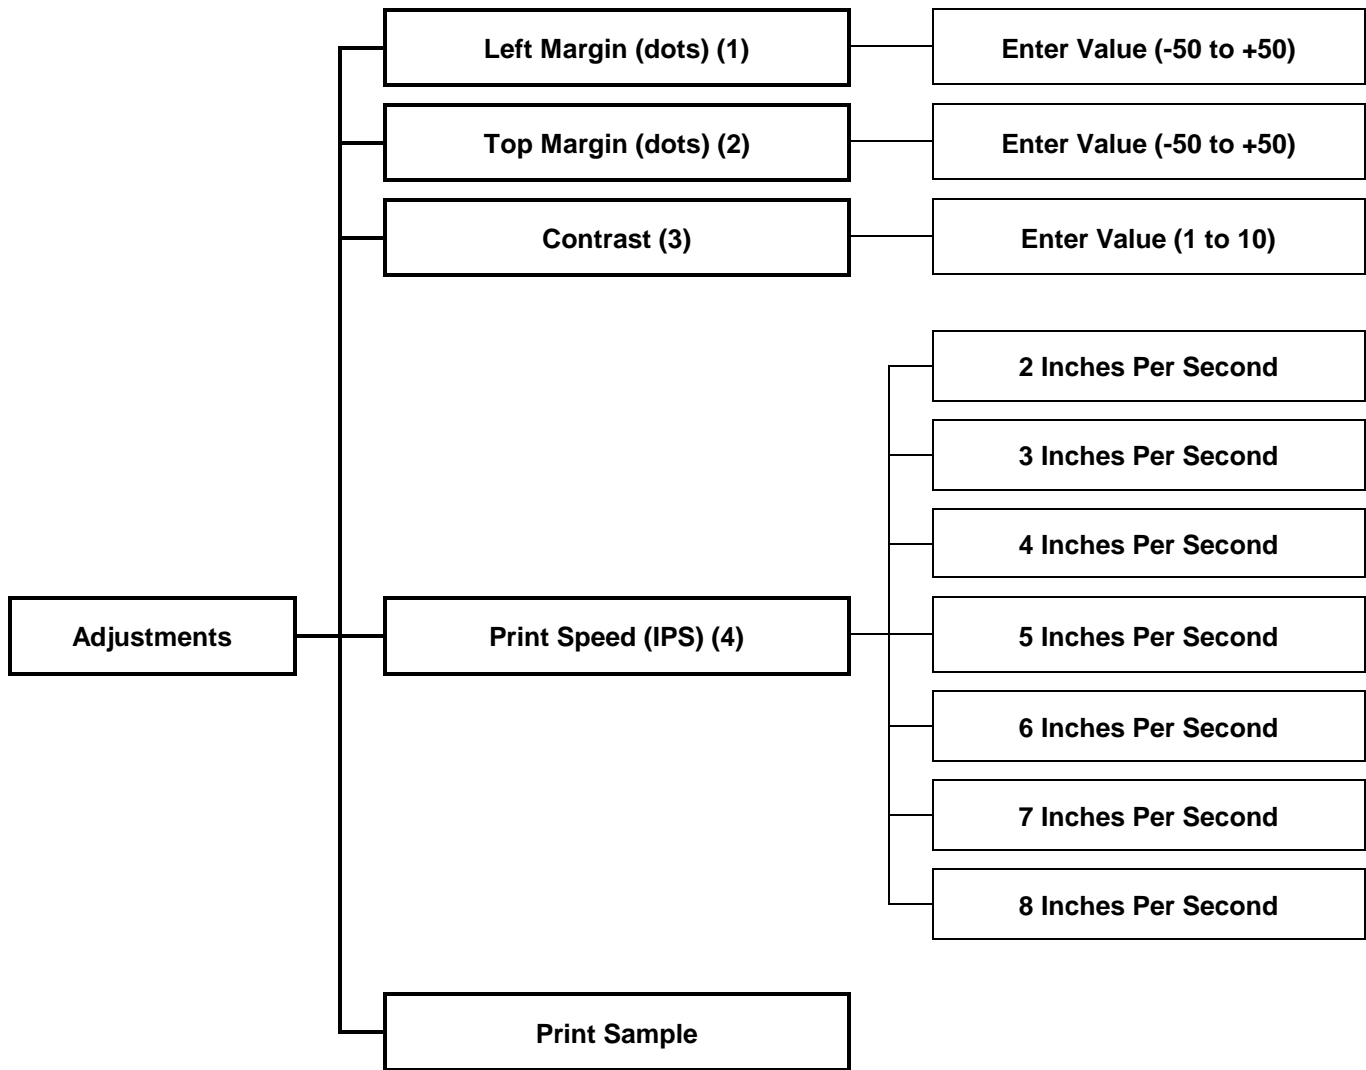 Left Margin (dots) (1)
Enter Value (-50 to +50)
Top Margin (dots) (2)
Enter Value (-50 to +50)
Contrast (3)
Enter Value (1 to 10)
2 Inches Per Second
3 Inches Per Second
4 Inches Per Second
Adjustments
Print Speed (IPS) (4)
5 Inches Per Second
6 Inches Per Second
7 Inches Per Second
8 Inches Per Second
Print Sample